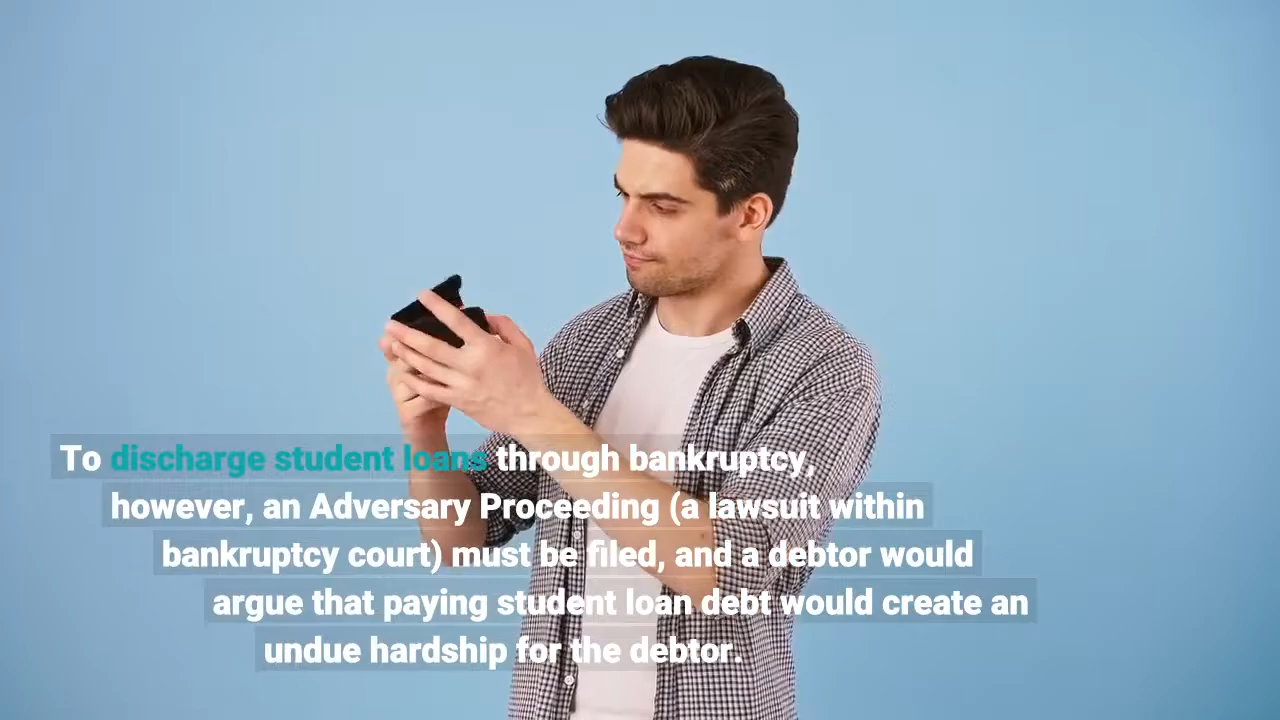 To discharge student loans through bankruptcy,
however, an Adversary Proceeding (a lawsuit within
bankruptcy court) must be filed, and a debtor would
argue that paying student loan debt would create an
undue hardship for the debtor.